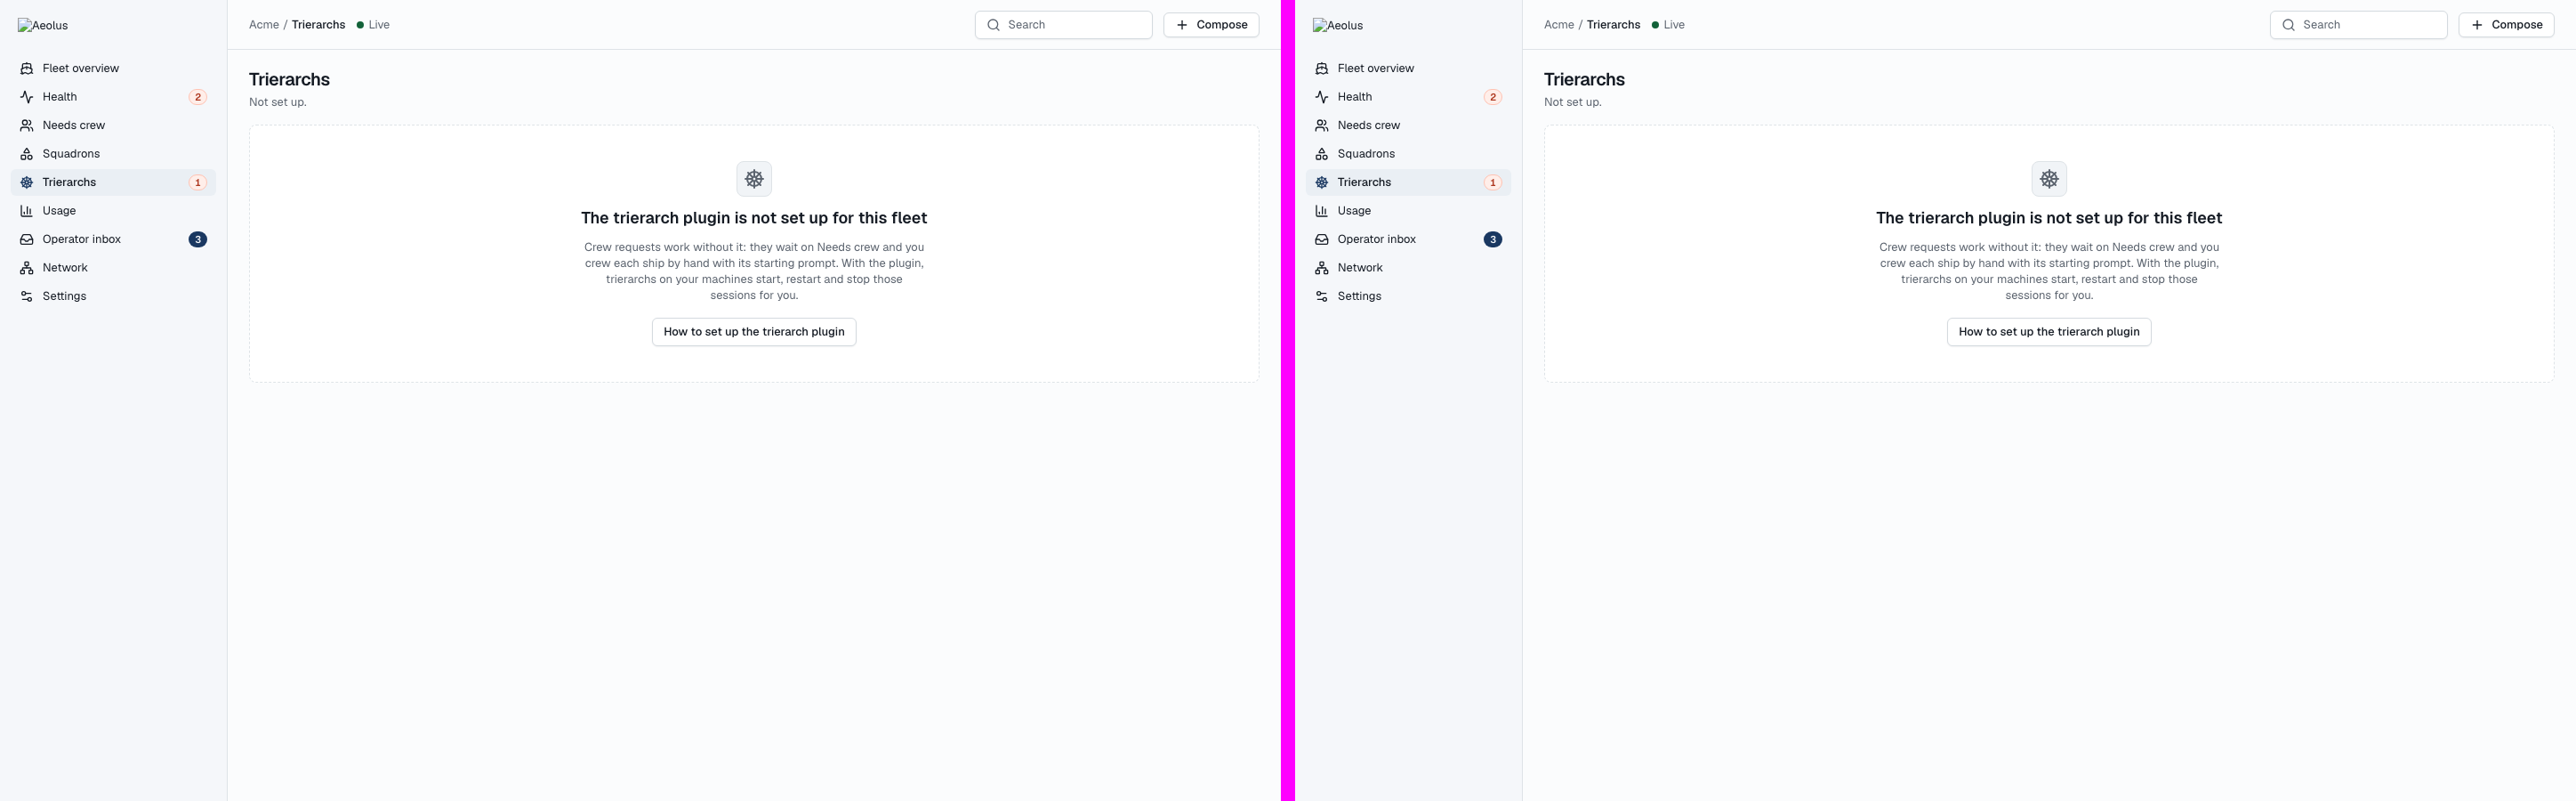 Aeolus
Acme / Trierarchs Live
Search
Compose
Fleet overview
Health 2
Needs crew
Squadrons
Trierarchs 1
Usage
Operator inbox 3
Network
Settings
Trierarchs
Not set up.
The trierarch plugin is not set up for this fleet
Crew requests work without it: they wait on Needs crew and you
crew each ship by hand with its starting prompt. With the plugin,
trierarchs on your machines start, restart and stop those
sessions for you.
How to set up the trierarch plugin
Aeolus
Acme / Trierarchs Live
Search
Compose
Fleet overview
Health 2
Needs crew
Squadrons
Trierarchs 1
Usage
Operator inbox 3
Network
Settings
Trierarchs
Not set up.
The trierarch plugin is not set up for this fleet
Crew requests work without it: they wait on Needs crew and you
crew each ship by hand with its starting prompt. With the plugin,
trierarchs on your machines start, restart and stop those
sessions for you.
How to set up the trierarch plugin